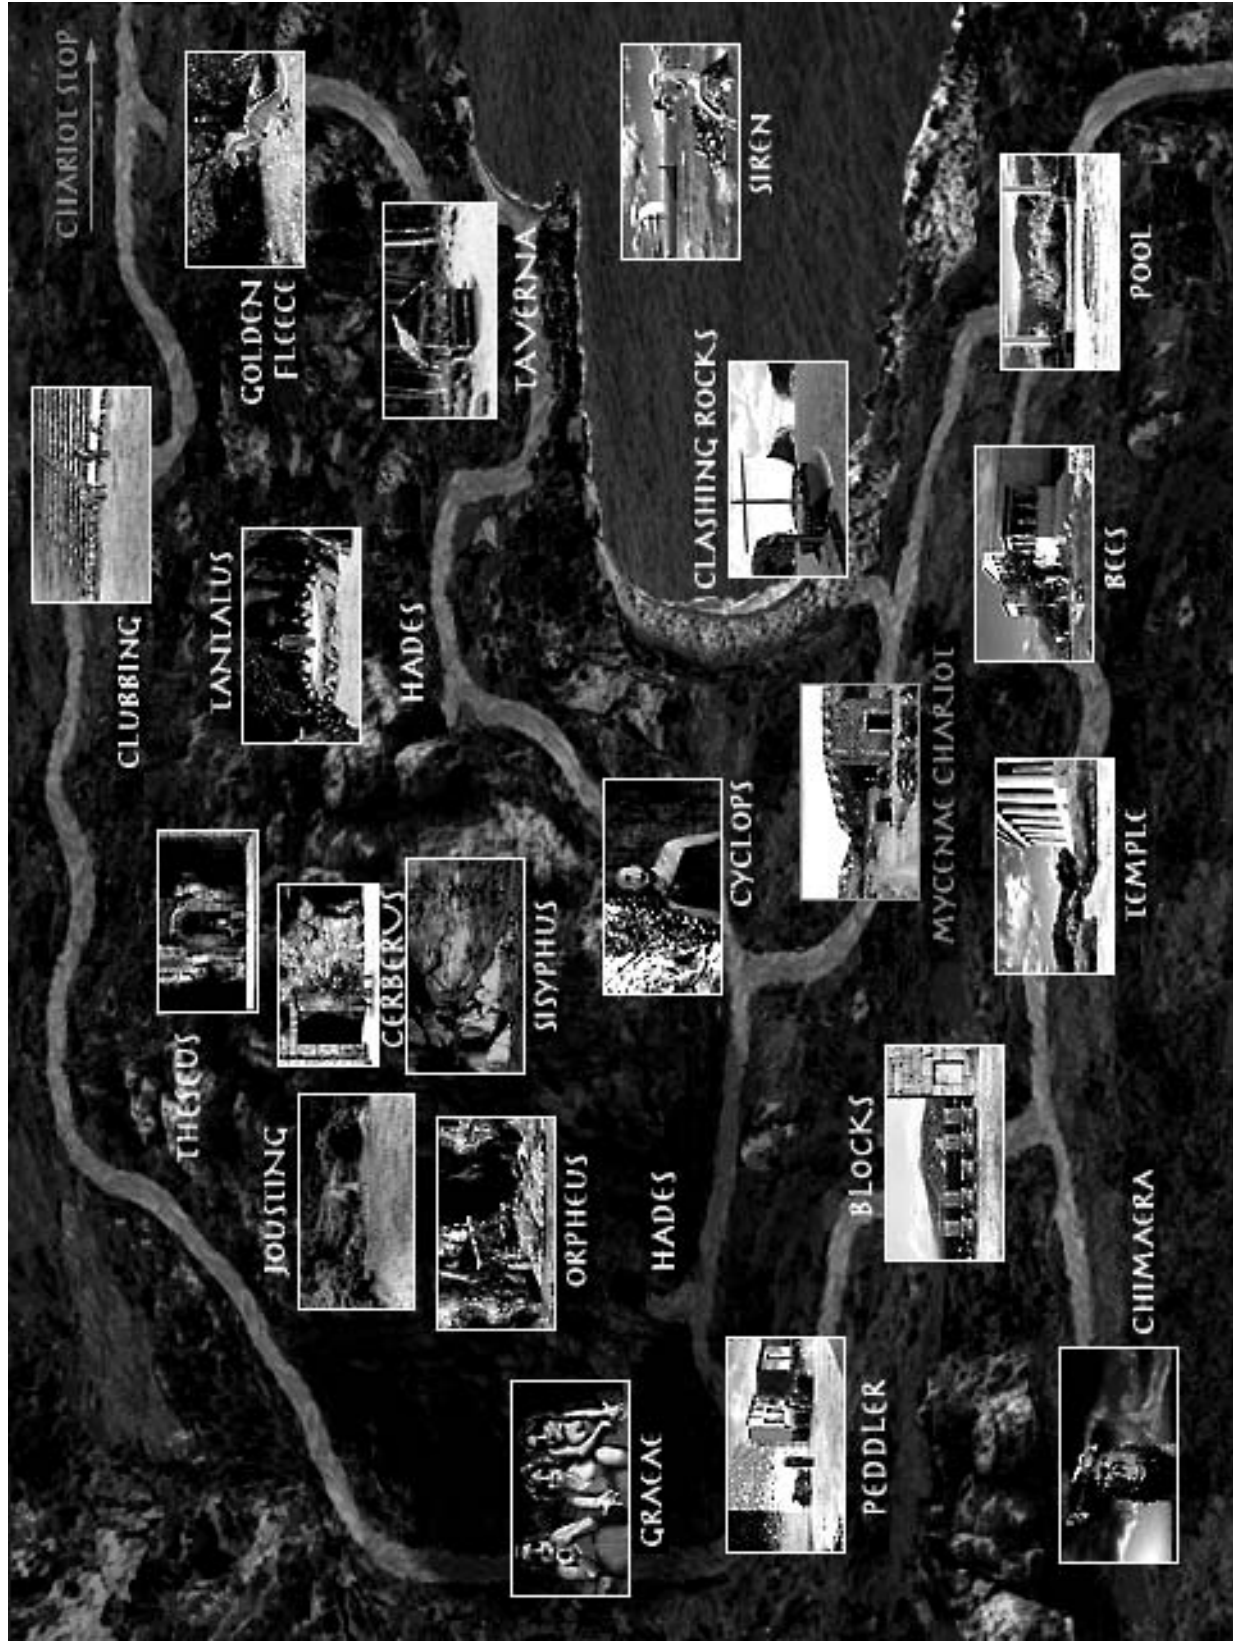 CHARIOT STOP
CLUBBING
THESEUS
TANTALUS
GOLDEN
FLEECE
JOUSTING
CERBERUS
HADES
TAVERNA
SISYPHUS
ORPHEUS
GRAEAE
HADES
CLASHING ROCKS
CYCLOPS
SIREN
PEDDLER
BLOCKS
MYCENAE CHARIOT
CHIMAERA
TEMPLE
BEES
POOL